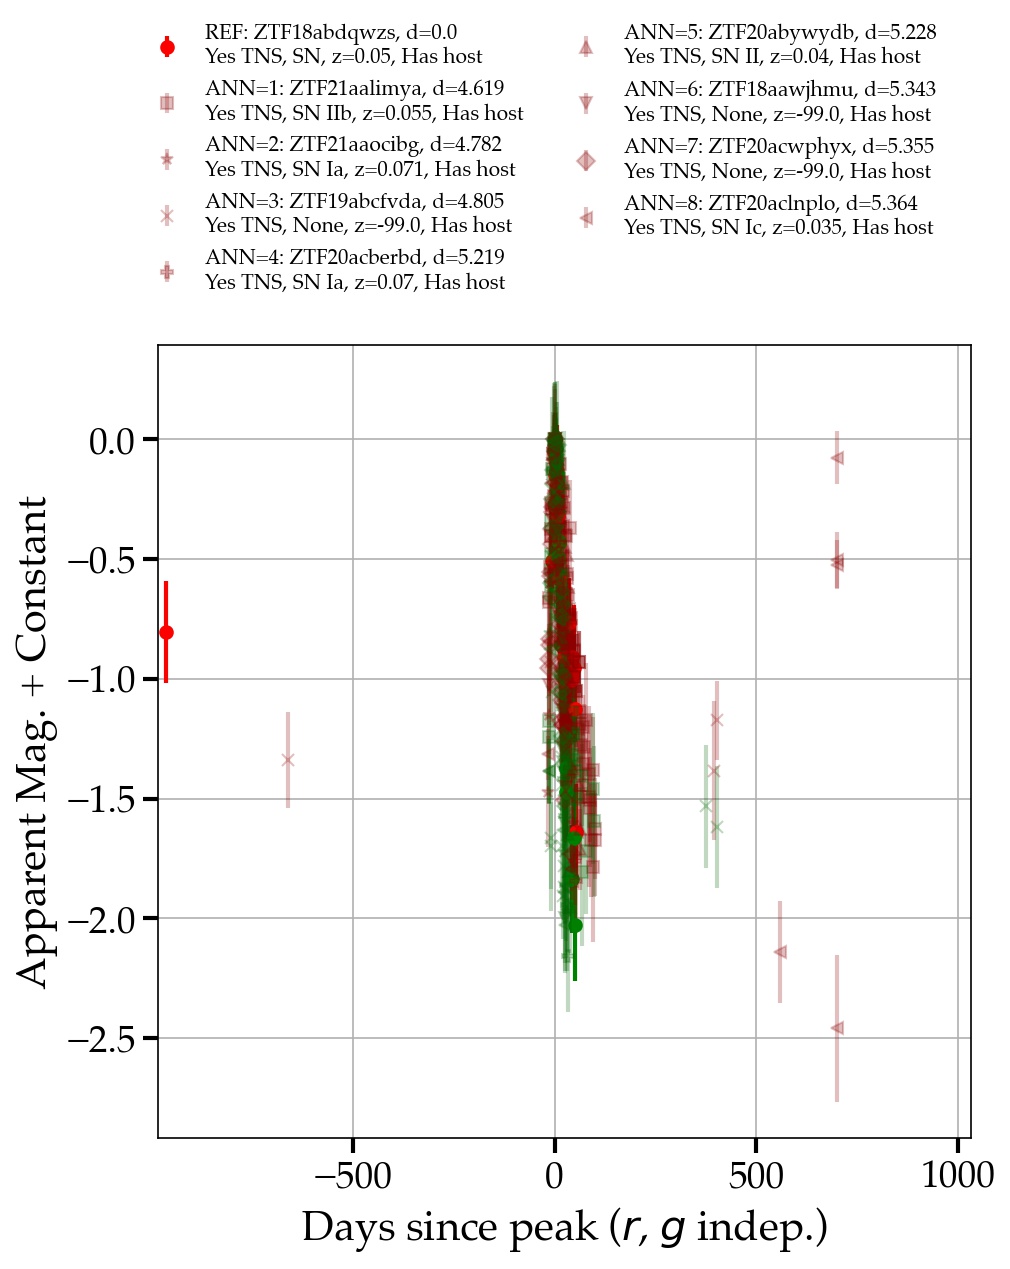 REF: ZTF18abdqwzs, d=0.0
Yes TNS, SN, z=0.05, Has host
ANN=1: ZTF21aalimya, d=4.619
Yes TNS, SN IIb, z=0.055, Has host
ANN=2: ZTF21aaocibg, d=4.782
Yes TNS, SN Ia, z=0.071, Has host
ANN=3: ZTF19abcfvda, d=4.805
Yes TNS, None, z=-99.0, Has host
ANN=4: ZTF20acberbd, d=5.219
Yes TNS, SN Ia, z=0.07, Has host
ANN=5: ZTF20abywydb, d=5.228
Yes TNS, SN II, z=0.04, Has host
ANN=6: ZTF18aawjhmu, d=5.343
Yes TNS, None, z=-99.0, Has host
ANN=7: ZTF20acwphyx, d=5.355
Yes TNS, None, z=-99.0, Has host
ANN=8: ZTF20aclnplo, d=5.364
Yes TNS, SN Ic, z=0.035, Has host
Apparent Mag. + Constant
0.0
−0.5
−1.0
−1.5
−2.0
−2.5
−500
0
500
1000
Days since peak (r, g indep.)